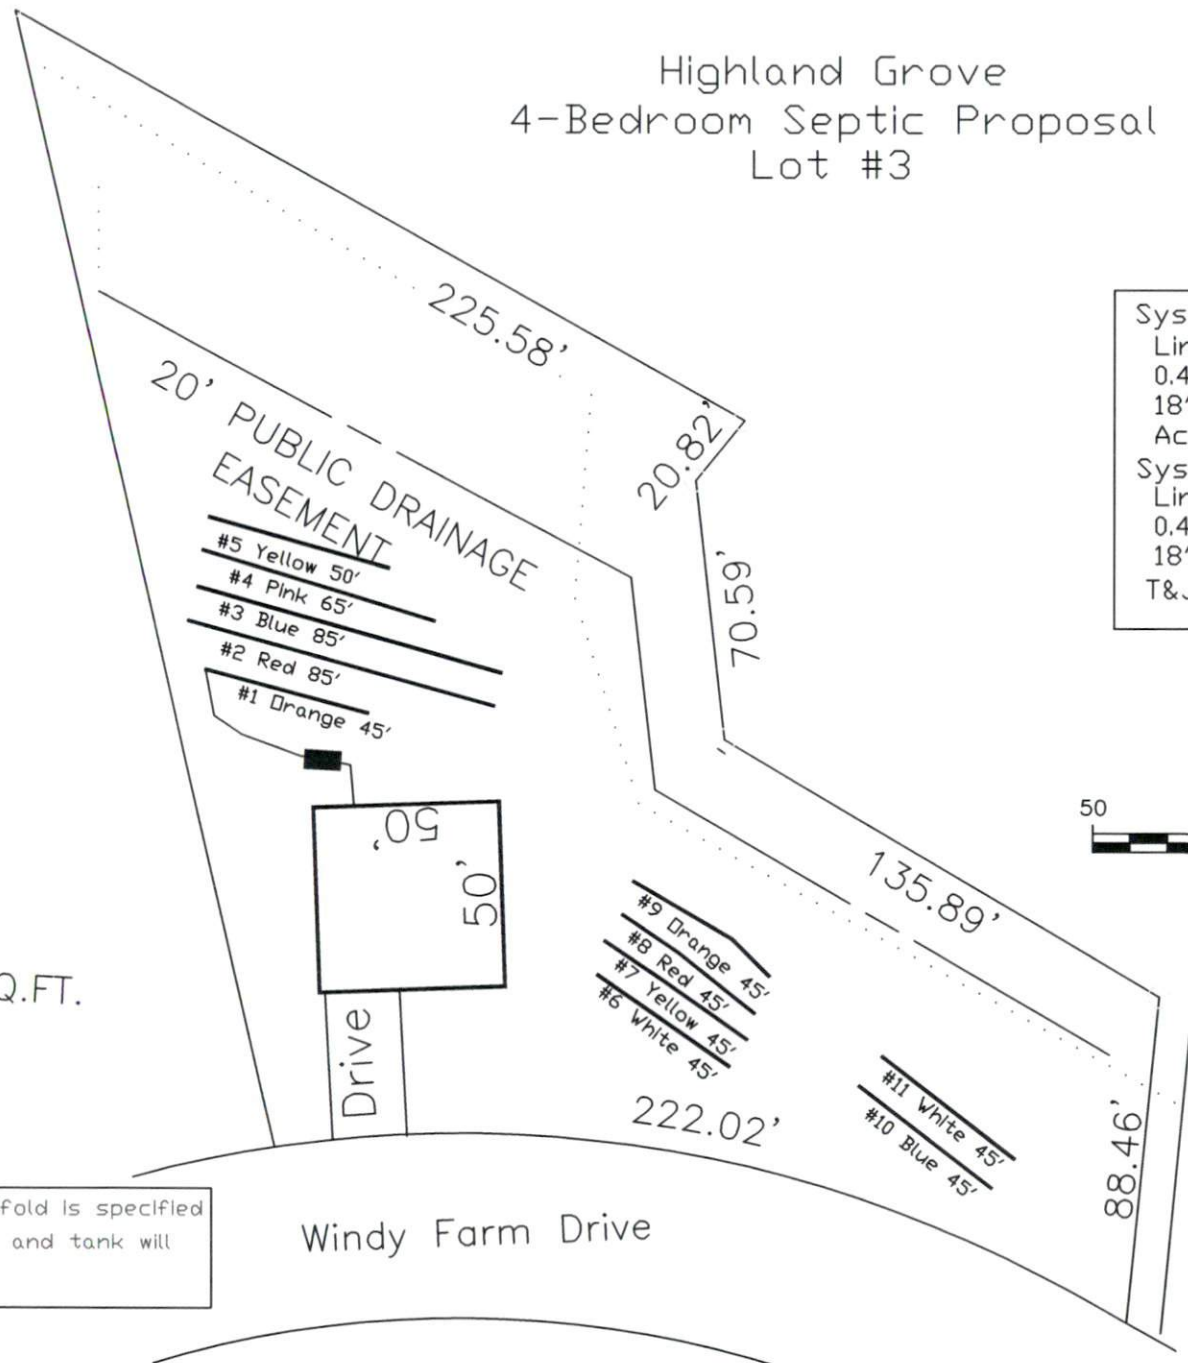 Highland Grove
4-Bedroom Septic Proposal
Lot #3
225.58'
20' PUBLIC DRAINAGE
EASEMENT
20.82'
70.59'
#5 Yellow 50'
#4 Pink 65'
#3 Blue 85'
#2 Red 85'
#1 Orange 45'
50'
50'
50
135.89'
#9 Orange 45'
#8 Red 45'
#7 Yellow 45'
#6 White 45'
Q.FT.
Drive
222.02'
#11 White 45'
#10 Blue 45'
88.46'
fold is specified
and tank will
Windy Farm Drive
Sys
0.4
18"
Ac
Sys
0.4
18"
T&J